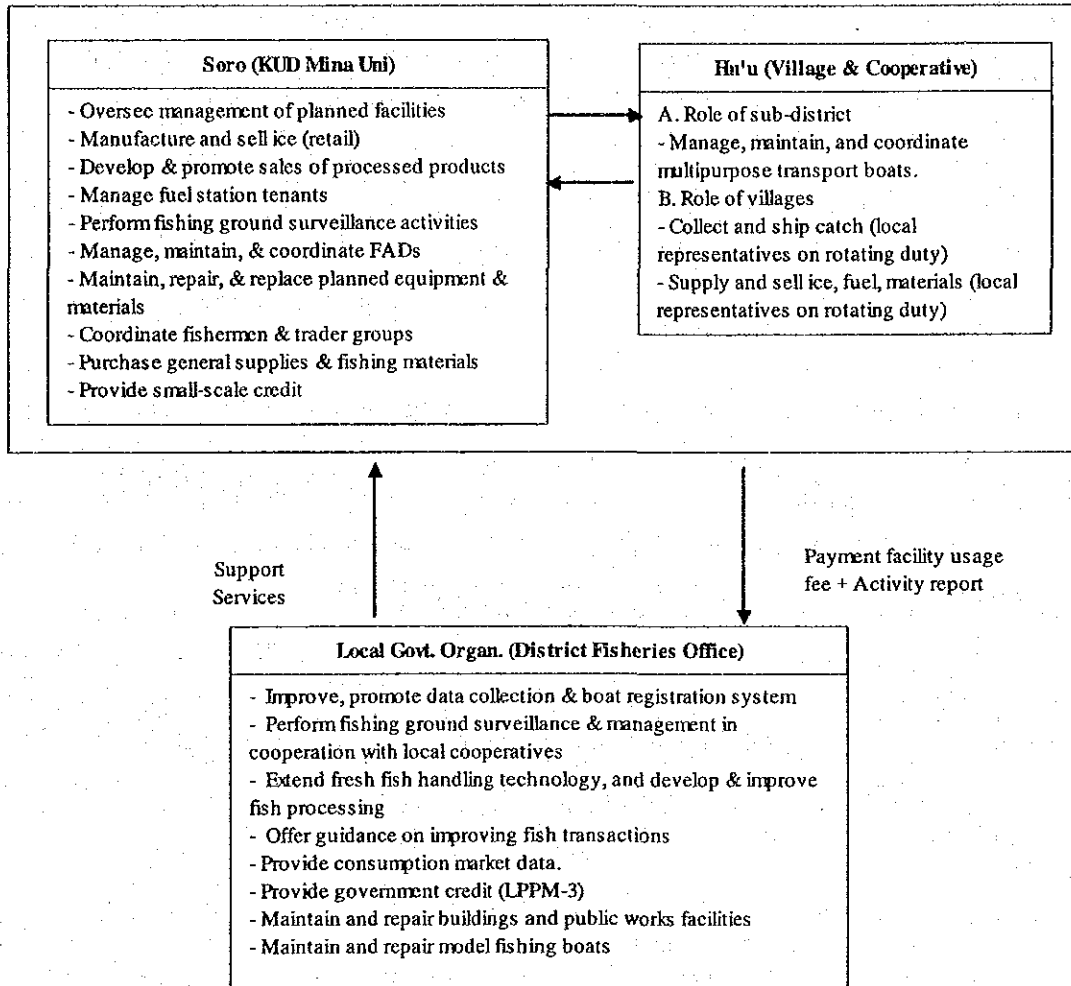 Soro (KUD Mina Uni)
- Oversee management of planned facilities
- Manufacture and sell ice (retail)
- Develop & promote sales of processed products
- Manage fuel station tenants
- Perform fishing ground surveillance activities
- Manage, maintain, & coordinate FADs
- Maintain, repair, & replace planned equipment &
materials
- Coordinate fishermen & trader groups
- Purchase general supplies & fishing materials
- Provide small-scale credit
Hu'u (Village & Cooperative)
A. Role of sub-district
- Manage, maintain, and coordinate
multipurpose transport boats.
B. Role of villages
- Collect and ship catch (local
representatives on rotating duty)
- Supply and sell ice, fuel, materials (local
representatives on rotating duty)
Support
Services
Payment facility usage
fee + Activity report
Local Govt. Organ. (District Fisheries Office)
- Improve, promote data collection & boat registration system
- Perform fishing ground surveillance & management in
cooperation with local cooperatives
- Extend fresh fish handling technology, and develop & improve
fish processing
- Offer guidance on improving fish transactions
- Provide consumption market data.
- Provide government credit (LPPM-3)
- Maintain and repair buildings and public works facilities
- Maintain and repair model fishing boats